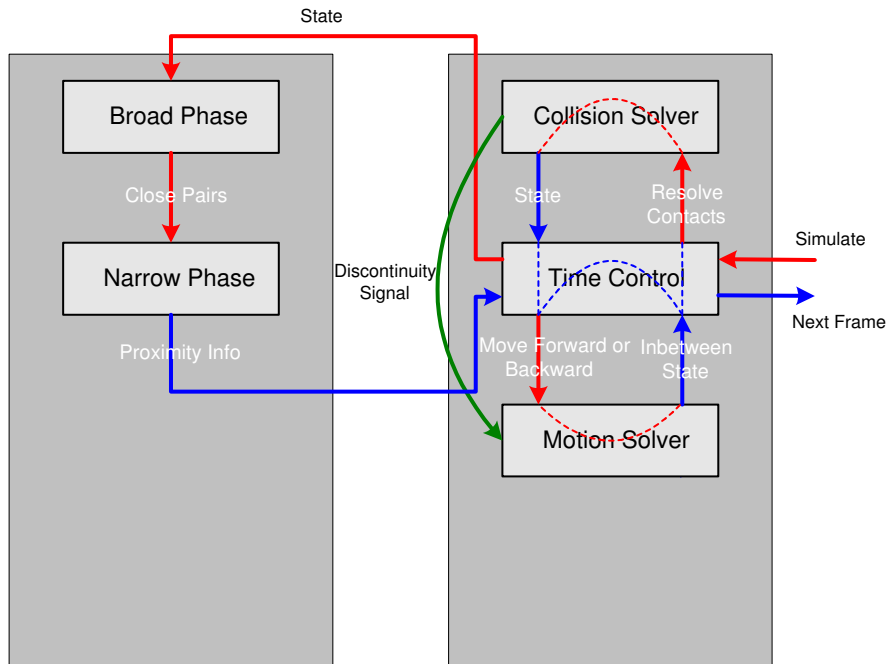 State
Broad Phase
Collision Solver
Close Pairs
State
Resolve
Contacts
Simulate
Narrow Phase
Discontinuity
Signal
Time Control
Next Frame
Proximity Info
Move Forward or
Backward
Inbetween
State
Motion Solver